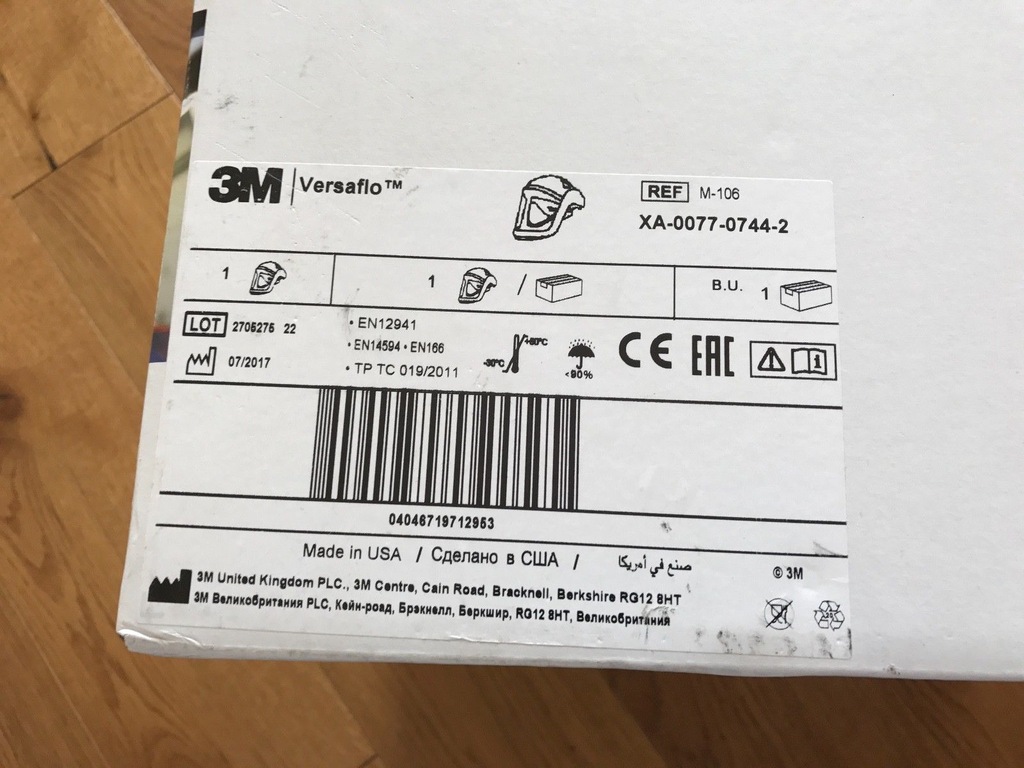 3M Versaflo™
REF M-106
XA-0077-0744-2
1
1 /
B.U. 1
LOT 2705275 22
07/2017
• EN12941
• EN14594 • EN166
• TP TC 019/2011
-30°C +50°C
<90%
CE EAC
04046719712953
Made in USA / Сделано в США / صنع في أمريكا
© 3M
3M United Kingdom PLC., 3M Centre, Cain Road, Bracknell, Berkshire RG12 8HT
3M Великобритания PLC, Кейн-роад, Брэкнелл, Беркшир, RG12 8HT, Великобритания